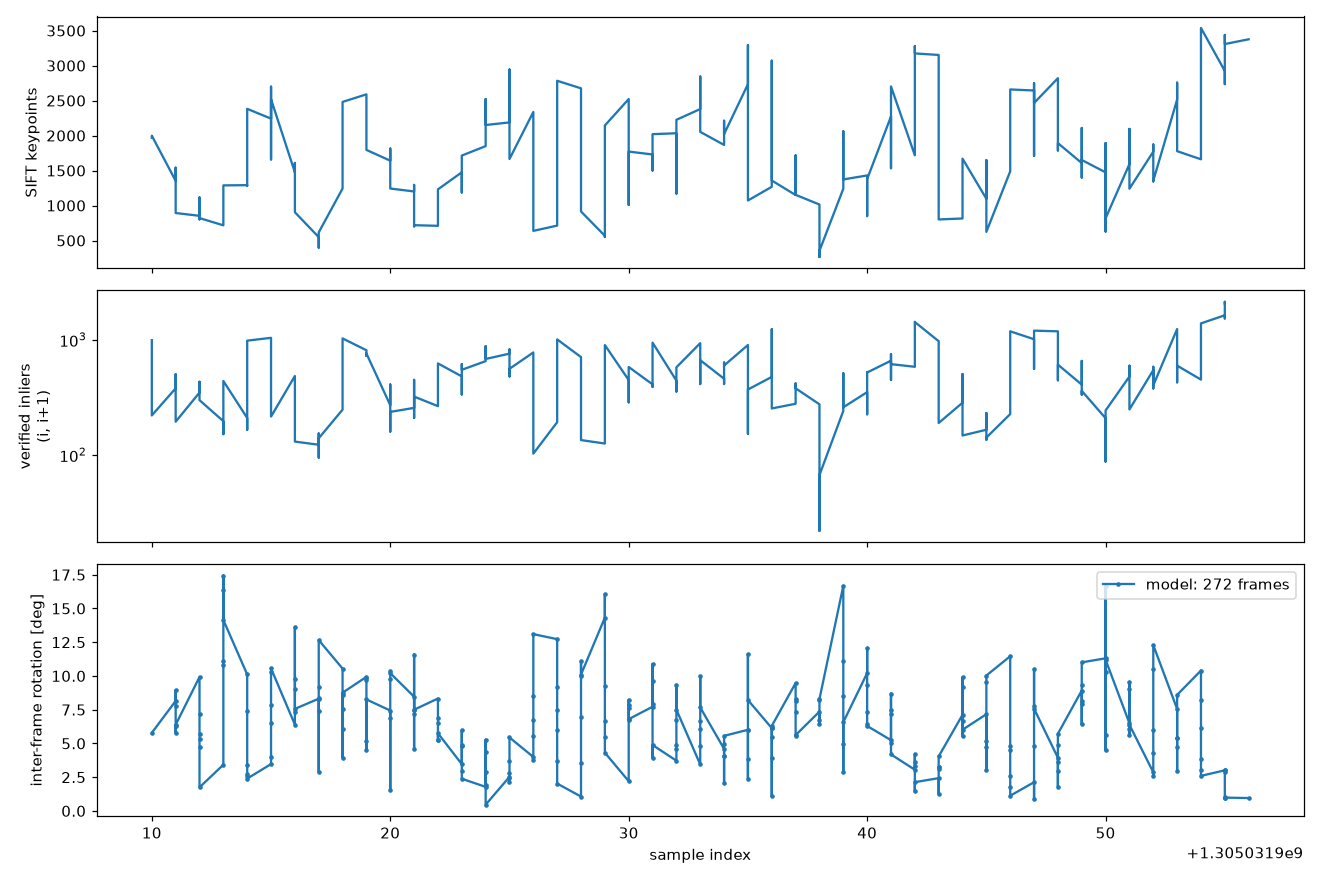 3500
3000
2500
2000
1500
1000
500
SIFT keypoints
10³
10²
verified inliers
(i, i+1)
17.5
15.0
12.5
10.0
7.5
5.0
2.5
0.0
inter-frame rotation [deg]
model: 272 frames
10 20 30 40 50
sample index
+1.3050319e9